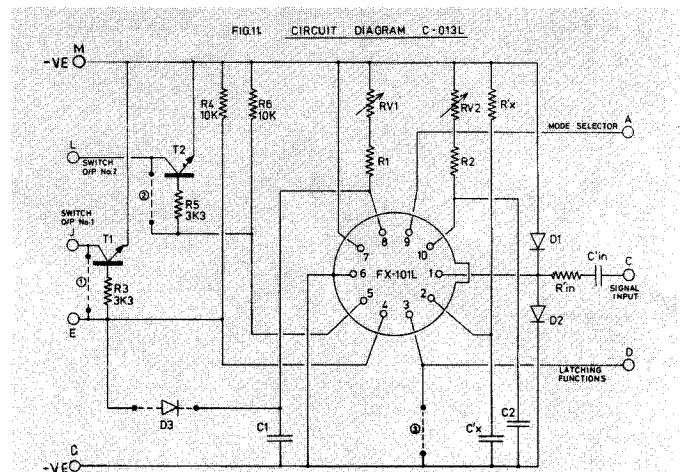 FIG.11. CIRCUIT DIAGRAM C-013L
M
-VE
R4
10K
R6
10K
RV1
RV2
R'x
A
MODE SELECTOR
L
SWITCH
O/P No.2
T2
R1
R2
②
R5
3K3
SWITCH
O/P No.1
J
T1
8
9
7
10
D1
6
FX-101L
1
C'in
C
R'in
SIGNAL
INPUT
①
R3
3K3
5
2
4
3
D2
E
D
LATCHING
FUNCTIONS
D3
C1
③
C'x
C2
G
-VE